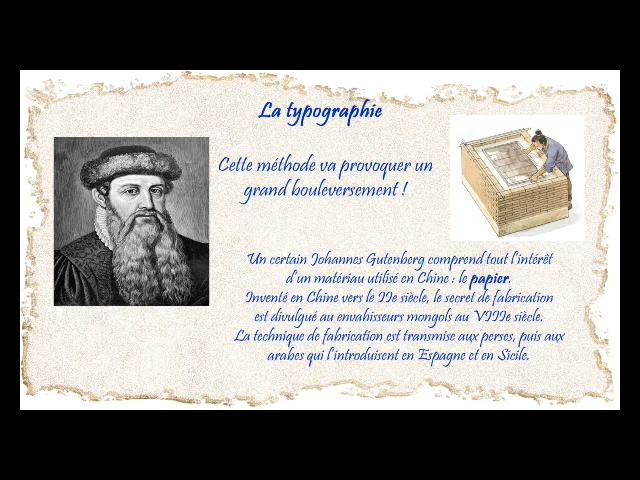 La typographie
Cette méthode va provoquer un
grand bouleversement !
Un certain Johannes Gutenberg comprend tout l'intérêt
d'un matériau utilisé en Chine : le papier.
Inventé en Chine vers le IIe siècle, le secret de fabrication
est divulgué au envahisseurs mongols au VIIIe siècle.
La technique de fabrication est transmise aux perses, puis aux
arabes qui l'introduisent en Espagne et en Sicile.